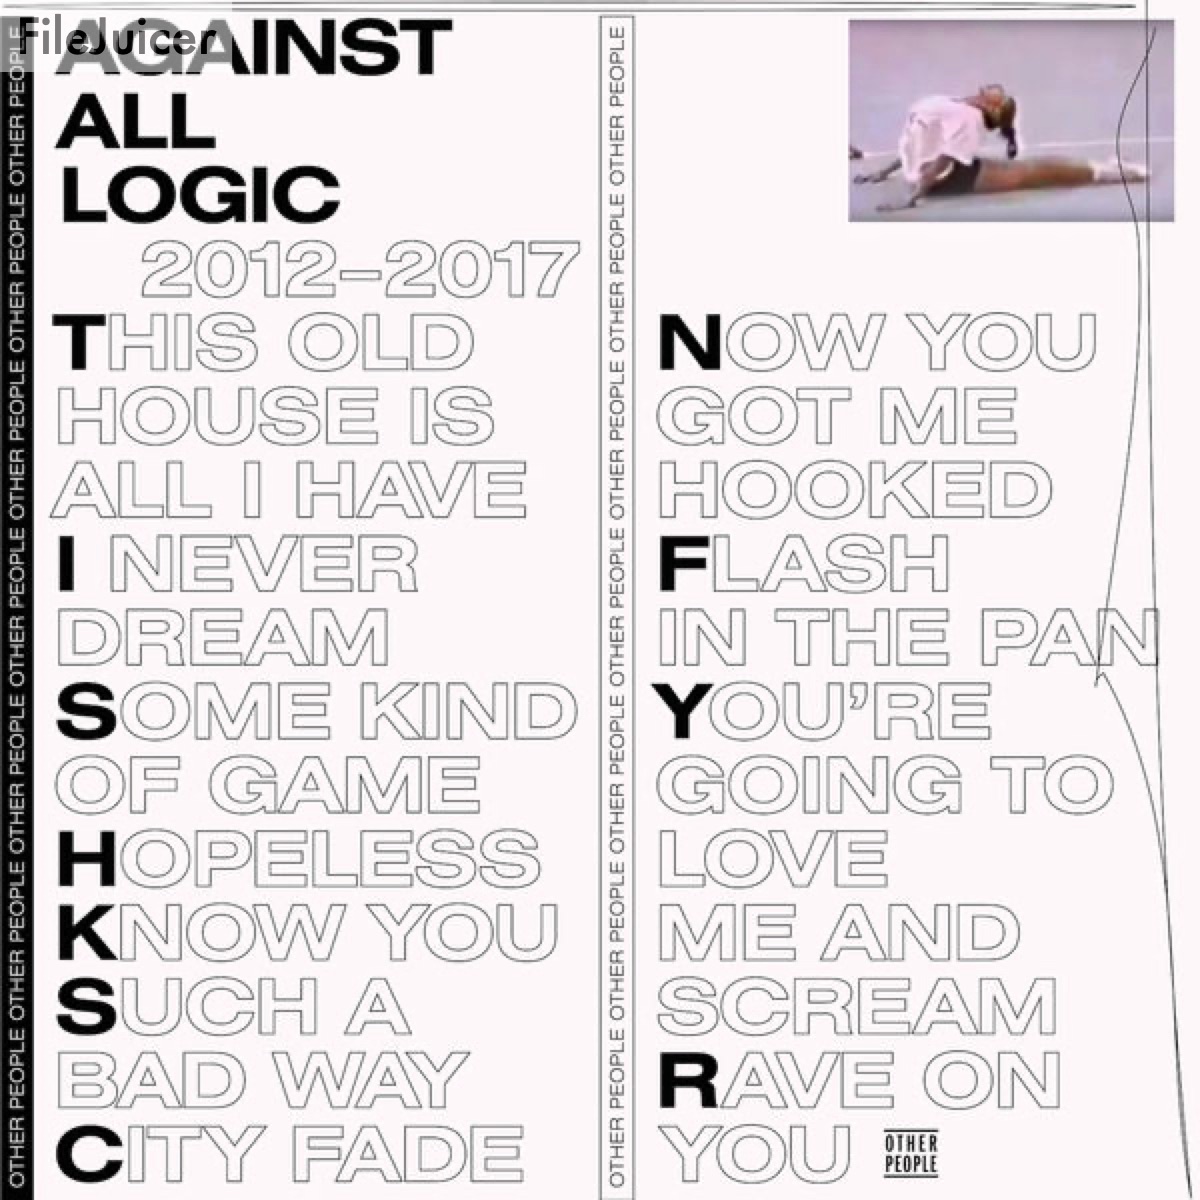 FileJuicer
AGAINST
ALL
LOGIC
2012–2017
THIS OLD
HOUSE IS
ALL I HAVE
I NEVER
DREAM
SOME KIND
OF GAME
HOPELESS
KNOW YOU
SUCH A
BAD WAY
CITY FADE
NOW YOU
GOT ME
HOOKED
FLASH
IN THE PAN
YOU’RE
GOING TO
LOVE
ME AND
SCREAM
RAVE ON
YOU
OTHER
PEOPLE
OTHER PEOPLE OTHER PEOPLE OTHER PEOPLE OTHER PEOPLE OTHER PEOPLE OTHER PEOPLE OTHER PEOPLE
OTHER PEOPLE OTHER PEOPLE OTHER PEOPLE OTHER PEOPLE OTHER PEOPLE OTHER PEOPLE OTHER PEOPLE